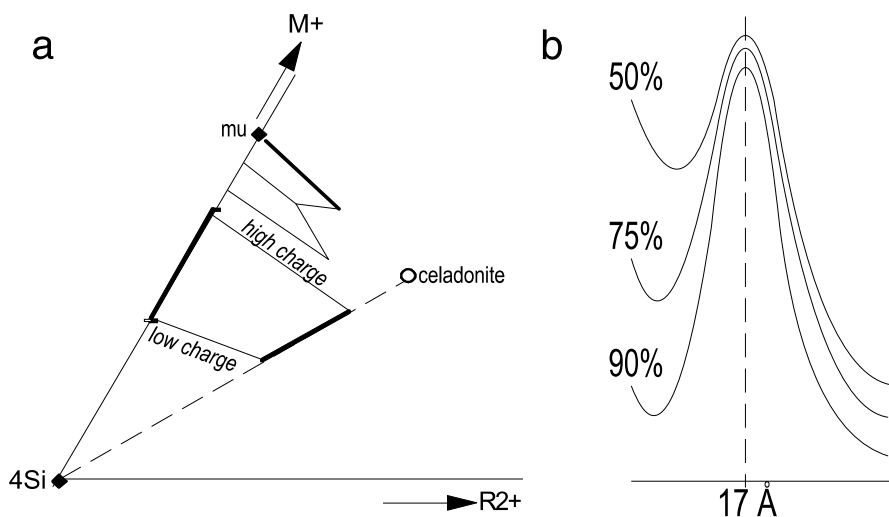 a
M+
mu
high charge
celadonite
low charge
4Si
R2+
b
50%
75%
90%
17 Å